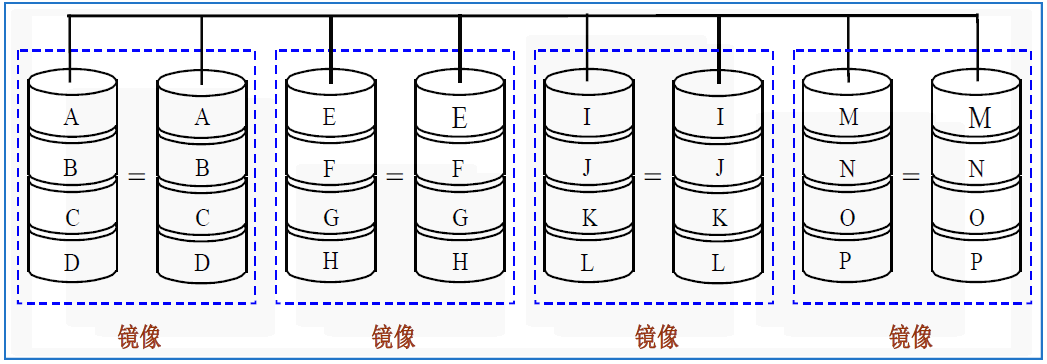 A A E E I I M M
B B F F J J N N
= = = =
C C G G K K O O
D D H H L L P P
镜像 镜像 镜像 镜像